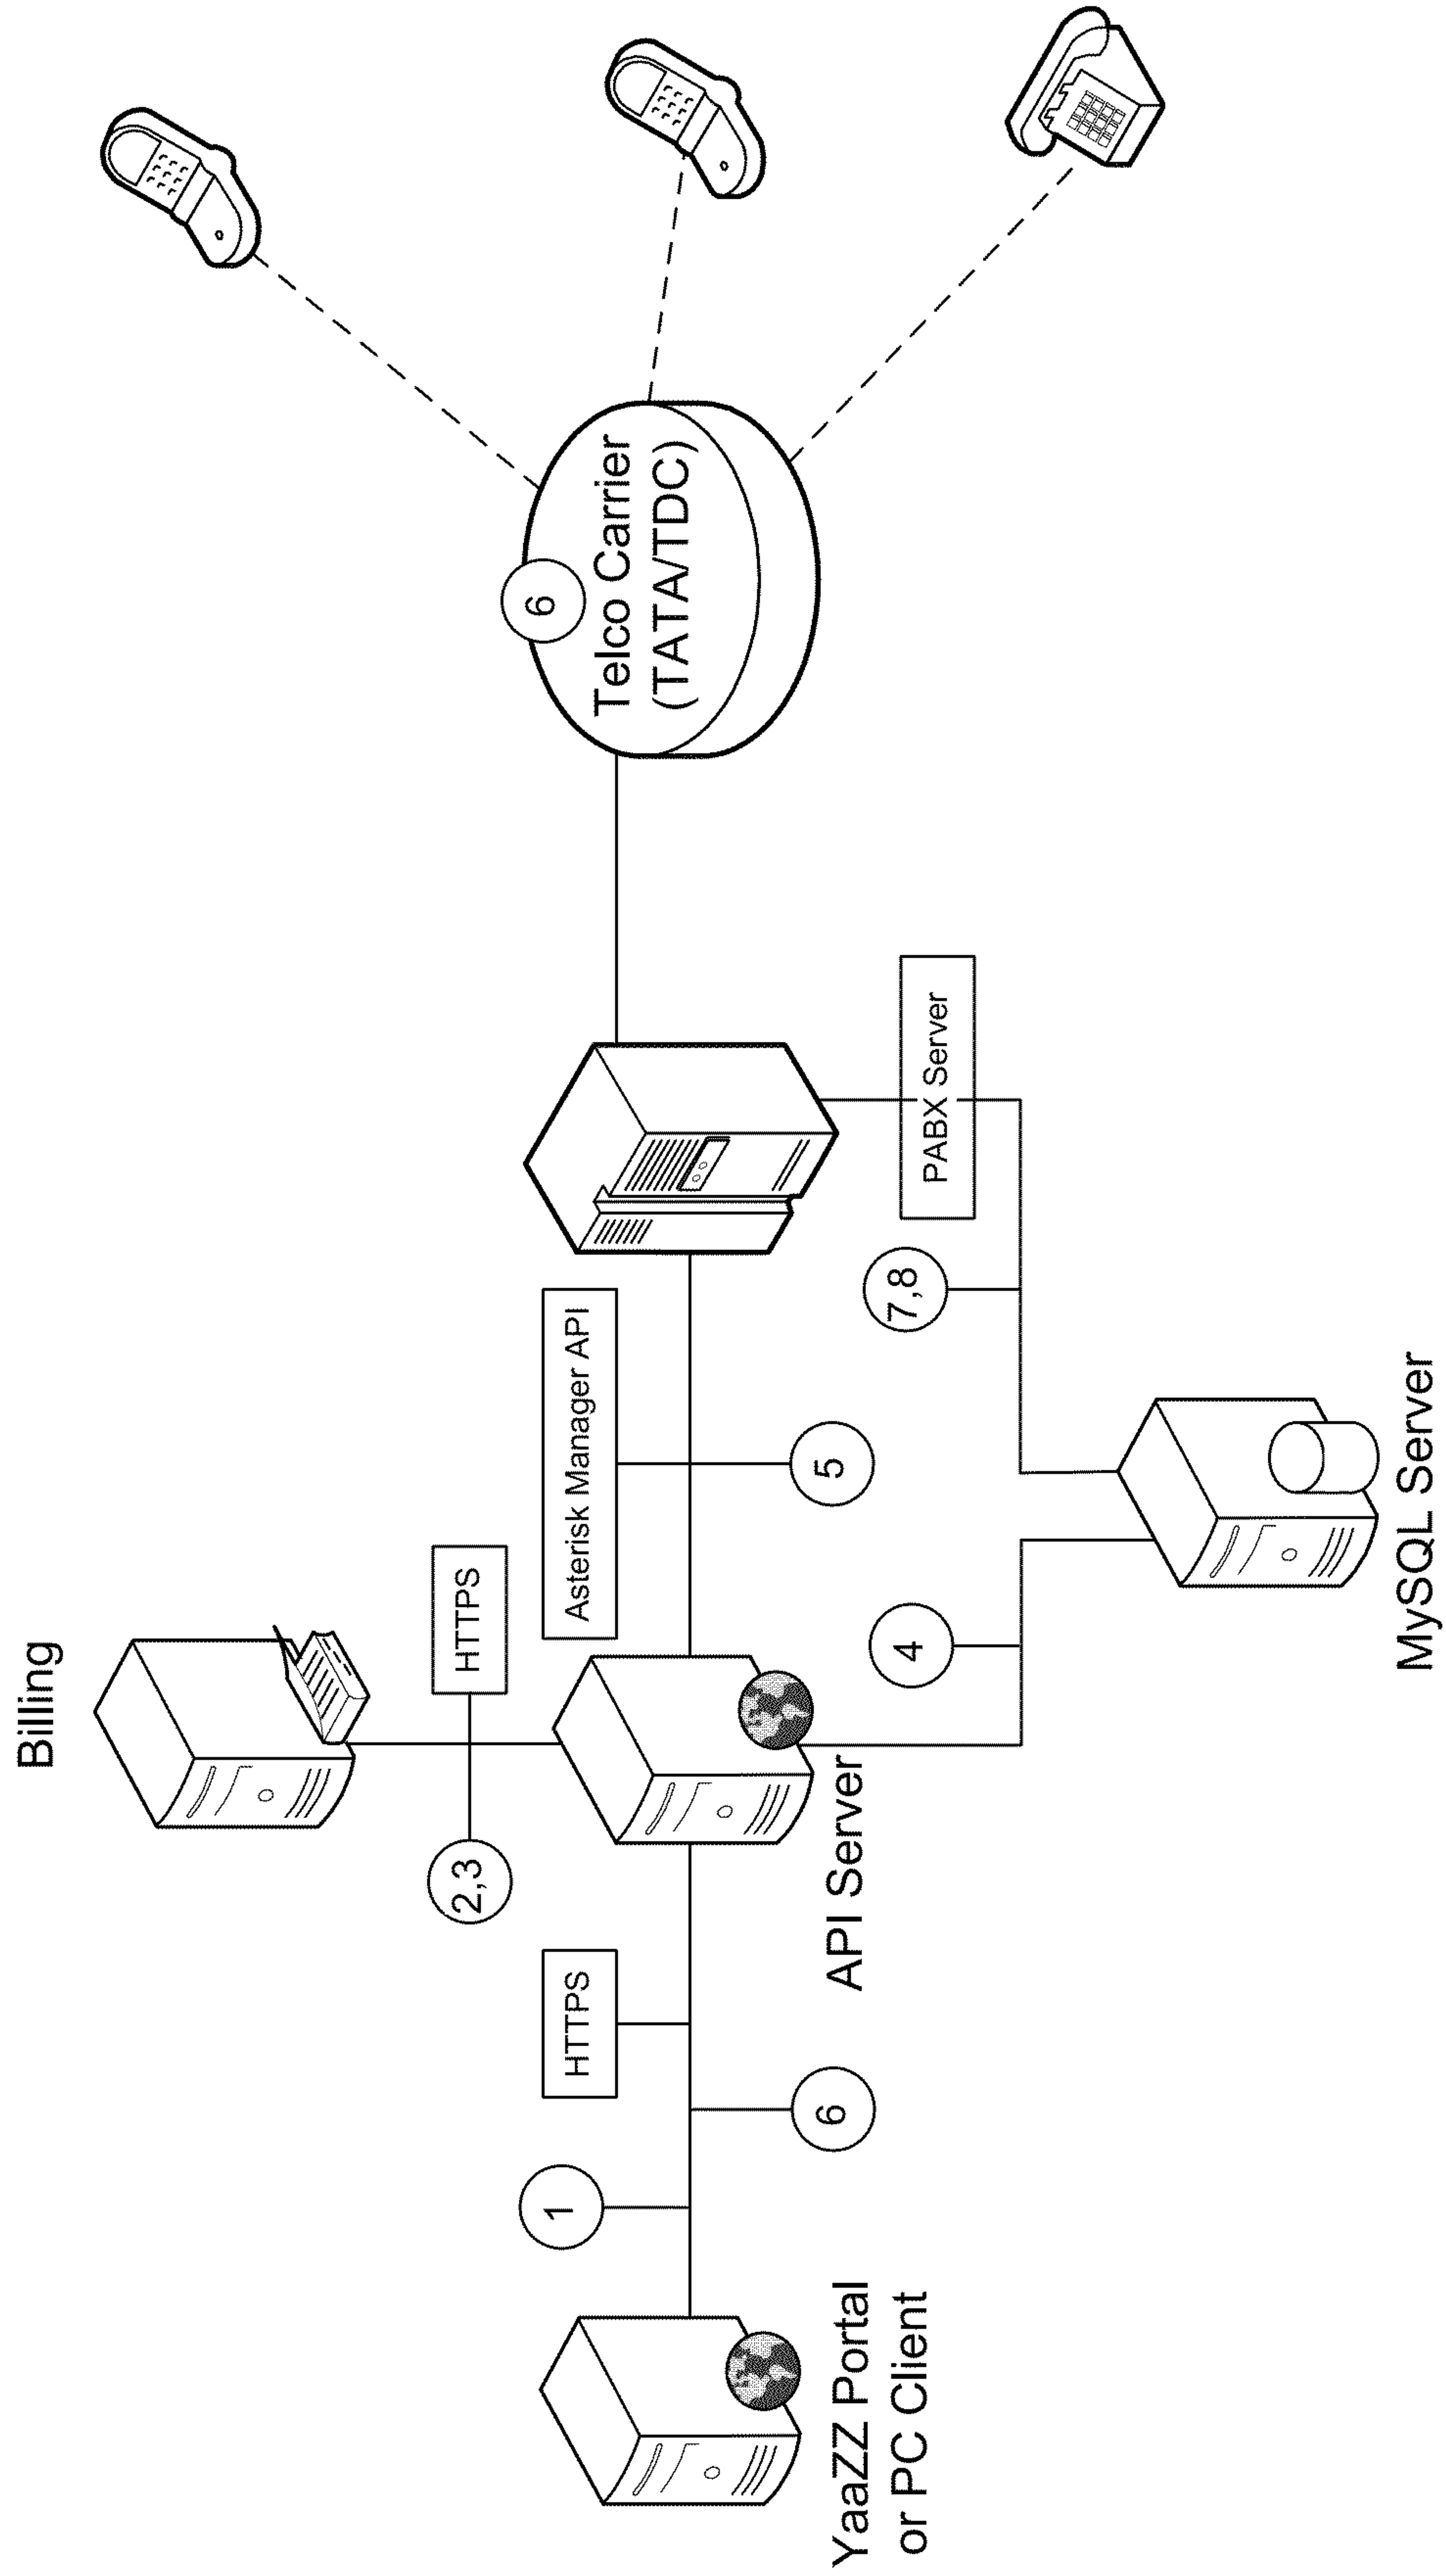 Billing
2,3
HTTPS
1
HTTPS
Asterisk Manager API
6
Telco Carrier
(TATA/TDC)
6
API Server
5
4
7,8
PABX Server
YaaZZ Portal
or PC Client
MySQL Server